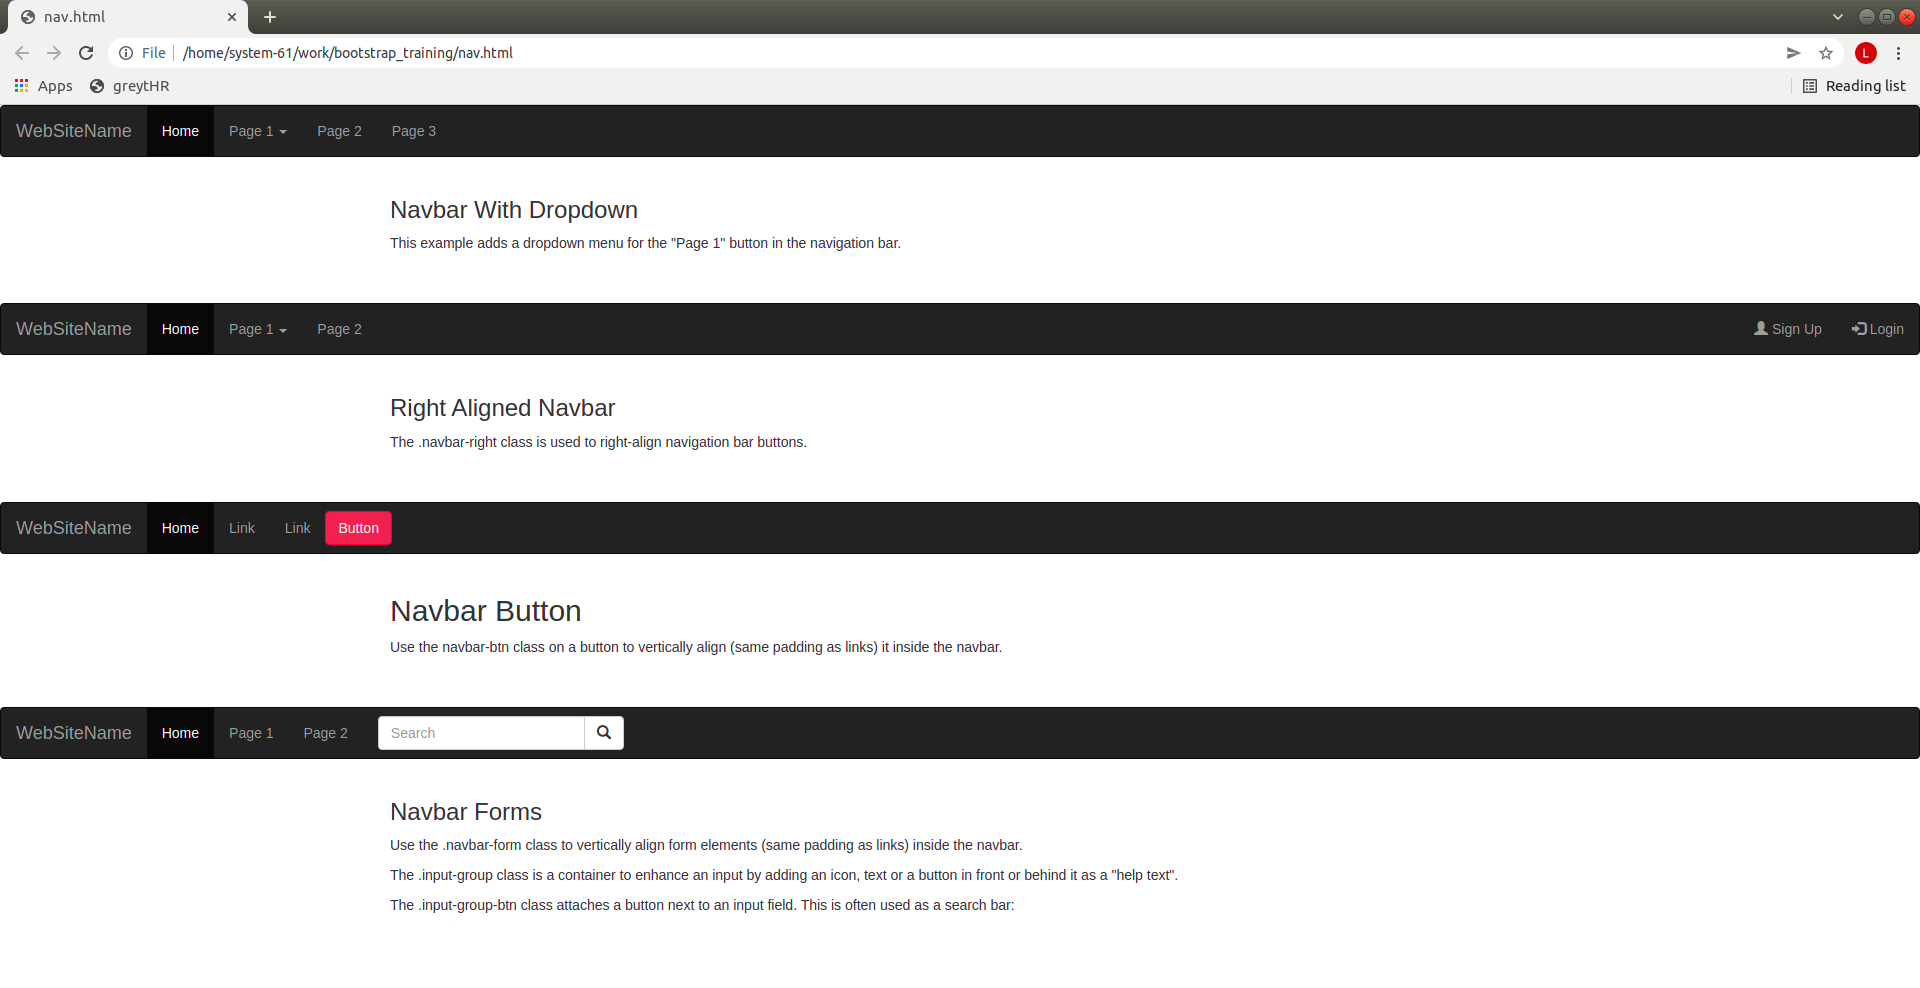 nav.html
File /home/system-61/work/bootstrap_training/nav.html L
Apps greytHR Reading list
WebSiteName Home Page 1 Page 2 Page 3
Navbar With Dropdown
This example adds a dropdown menu for the "Page 1" button in the navigation bar.
WebSiteName Home Page 1 Page 2 Sign Up Login
Right Aligned Navbar
The .navbar-right class is used to right-align navigation bar buttons.
WebSiteName Home Link Link Button
Navbar Button
Use the navbar-btn class on a button to vertically align (same padding as links) it inside the navbar.
WebSiteName Home Page 1 Page 2 Search
Navbar Forms
Use the .navbar-form class to vertically align form elements (same padding as links) inside the navbar.
The .input-group class is a container to enhance an input by adding an icon, text or a button in front or behind it as a "help text".
The .input-group-btn class attaches a button next to an input field. This is often used as a search bar: